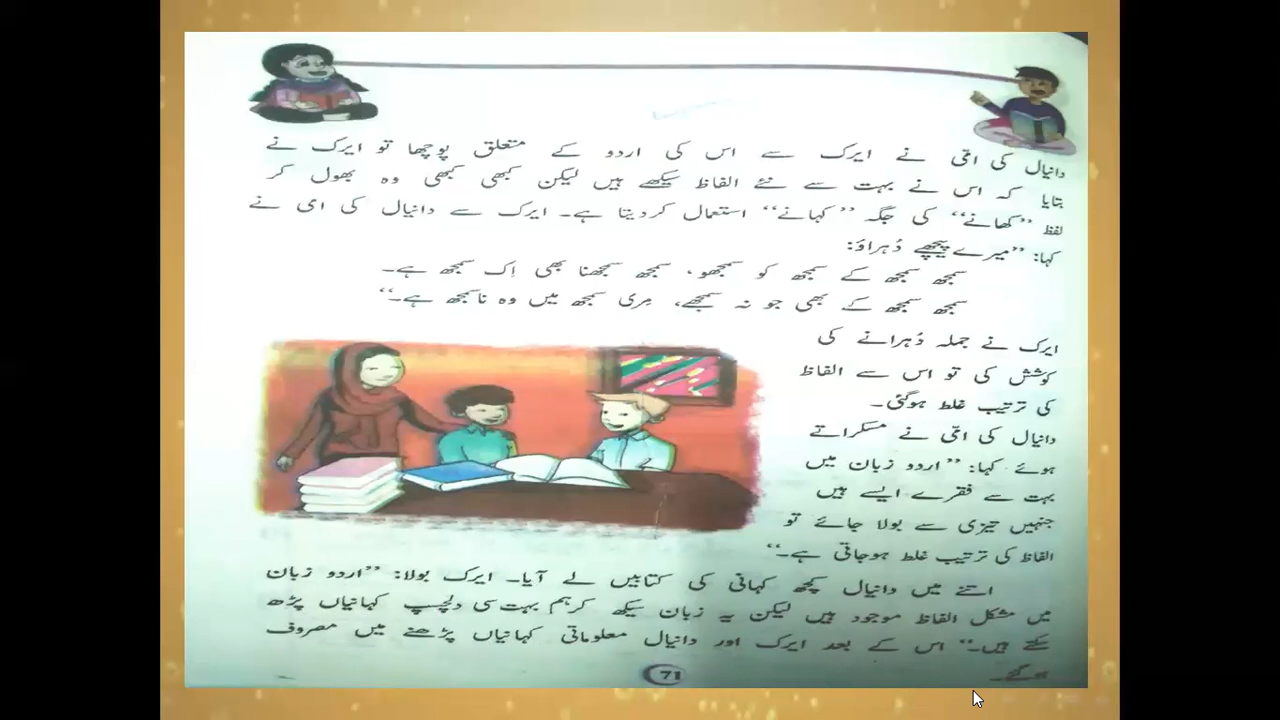 دانیال کی امّی نے ایرک سے اس کی اردو کے متعلق پوچھا تو ایرک نے
بتایا کہ اس نے بہت سے نئے الفاظ سیکھے ہیں لیکن کبھی کبھی وہ بھول کر
لفظ ”کھانے“ کی جگہ ”کہانے“ استعمال کردیتا ہے۔ ایرک سے دانیال کی امی نے
کہا: ”میرے پیچھے دُہراؤ:
سمجھ سمجھ کے سمجھ کو سمجھو، سمجھ سمجھنا بھی اِک سمجھ ہے۔
سمجھ سمجھ کے بھی جو نہ سمجھے، مِری سمجھ میں وہ ناسمجھ ہے۔“
ایرک نے جملہ دُہرانے کی
کوشش کی تو اس سے الفاظ
کی ترتیب غلط ہوگئی۔
دانیال کی امّی نے مسکراتے
ہوئے کہا: ”اردو زبان میں
بہت سے فقرے ایسے ہیں
جنہیں تیزی سے بولا جائے تو
الفاظ کی ترتیب غلط ہوجاتی ہے۔“
اتنے میں دانیال کچھ کہانی کی کتابیں لے آیا۔ ایرک بولا: ”اردو زبان
میں مشکل الفاظ موجود ہیں لیکن یہ زبان سیکھ کر ہم بہت سی دلچسپ کہانیاں پڑھ
سکتے ہیں۔“ اس کے بعد ایرک اور دانیال معلوماتی کہانیاں پڑھنے میں مصروف
ہوگئے۔
71